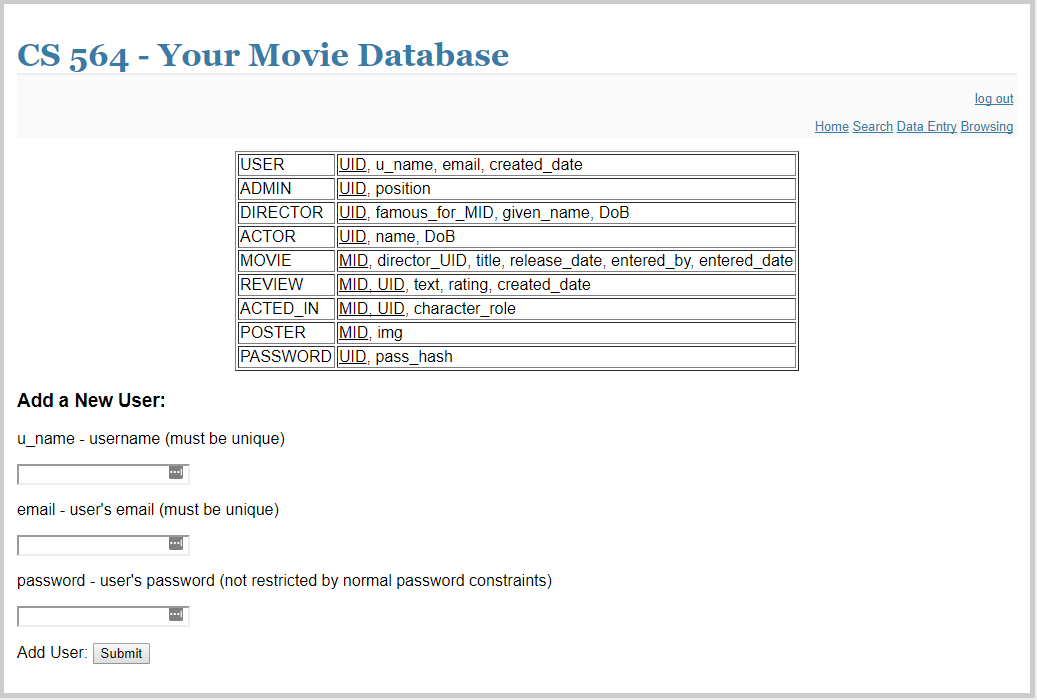 CS 564 - Your Movie Database
log out
Home Search Data Entry Browsing
USER UID, u_name, email, created_date
ADMIN UID, position
DIRECTOR UID, famous_for_MID, given_name, DoB
ACTOR UID, name, DoB
MOVIE MID, director_UID, title, release_date, entered_by, entered_date
REVIEW MID, UID, text, rating, created_date
ACTED_IN MID, UID, character_role
POSTER MID, img
PASSWORD UID, pass_hash
Add a New User:
u_name - username (must be unique)
email - user's email (must be unique)
password - user's password (not restricted by normal password constraints)
Add User: Submit